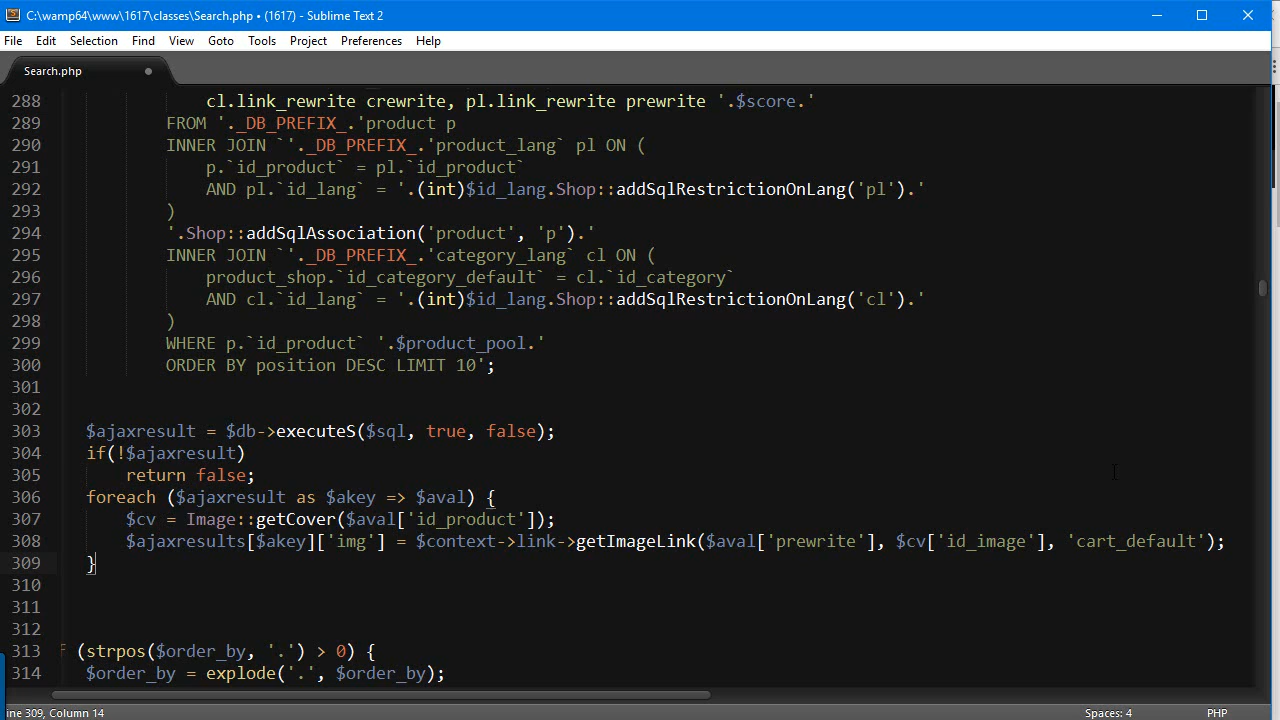 C:\wamp64\www\1617\classes\Search.php • (1617) - Sublime Text 2
File Edit Selection Find View Goto Tools Project Preferences Help
Search.php
288 cl.link_rewrite crewrite, pl.link_rewrite prewrite '.$score.'
289 FROM '._DB_PREFIX_.'product p
290 INNER JOIN `'._DB_PREFIX_.'product_lang` pl ON (
291 p.`id_product` = pl.`id_product`
292 AND pl.`id_lang` = '.(int)$id_lang.Shop::addSqlRestrictionOnLang('pl').'
293 )
294 '.Shop::addSqlAssociation('product', 'p').'
295 INNER JOIN `'._DB_PREFIX_.'category_lang` cl ON (
296 product_shop.`id_category_default` = cl.`id_category`
297 AND cl.`id_lang` = '.(int)$id_lang.Shop::addSqlRestrictionOnLang('cl').'
298 )
299 WHERE p.`id_product` '.$product_pool.'
300 ORDER BY position DESC LIMIT 10';
301
302
303 $ajaxresult = $db->executeS($sql, true, false);
304 if(!$ajaxresult)
305 return false;
306 foreach ($ajaxresult as $akey => $aval) {
307 $cv = Image::getCover($aval['id_product']);
308 $ajaxresults[$akey]['img'] = $context->link->getImageLink($aval['prewrite'], $cv['id_image'], 'cart_default');
309 }
310
311
312
313 f (strpos($order_by, '.') > 0) {
314 $order_by = explode('.', $order_by);
ine 309, Column 14 Spaces: 4 PHP